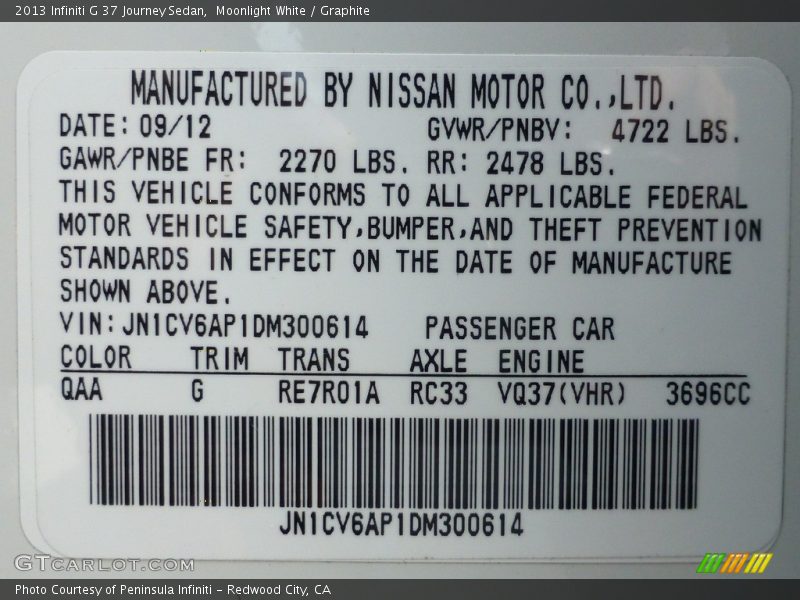 2013 Infiniti G 37 Journey Sedan, Moonlight White / Graphite
MANUFACTURED BY NISSAN MOTOR CO.,LTD.
DATE: 09/12 GVWR/PNBV: 4722 LBS.
GAWR/PNBE FR: 2270 LBS. RR: 2478 LBS.
THIS VEHICLE CONFORMS TO ALL APPLICABLE FEDERAL
MOTOR VEHICLE SAFETY,BUMPER,AND THEFT PREVENTION
STANDARDS IN EFFECT ON THE DATE OF MANUFACTURE
SHOWN ABOVE.
VIN: JN1CV6AP1DM300614 PASSENGER CAR
COLOR TRIM TRANS AXLE ENGINE
QAA G RE7R01A RC33 VQ37(VHR) 3696CC
JN1CV6AP1DM300614
GTCARLOT.COM
Photo Courtesy of Peninsula Infiniti - Redwood City, CA